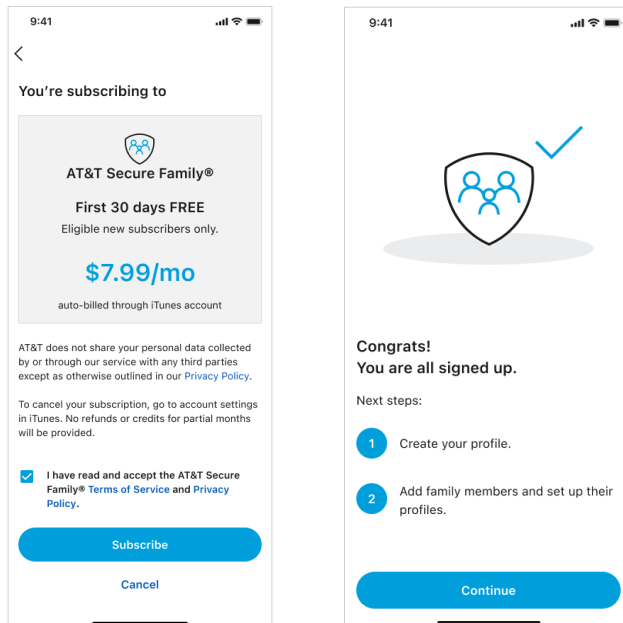 9:41
You're subscribing to
AT&T Secure Family®
First 30 days FREE
Eligible new subscribers only.
$7.99/mo
auto-billed through iTunes account
AT&T does not share your personal data collected
by or through our service with any third parties
except as otherwise outlined in our Privacy Policy.
To cancel your subscription, go to account settings
in iTunes. No refunds or credits for partial months
will be provided.
I have read and accept the AT&T Secure
Family® Terms of Service and Privacy
Policy.
Subscribe
Cancel
9:41
Congrats!
You are all signed up.
Next steps:
1 Create your profile.
2 Add family members and set up their
profiles.
Continue